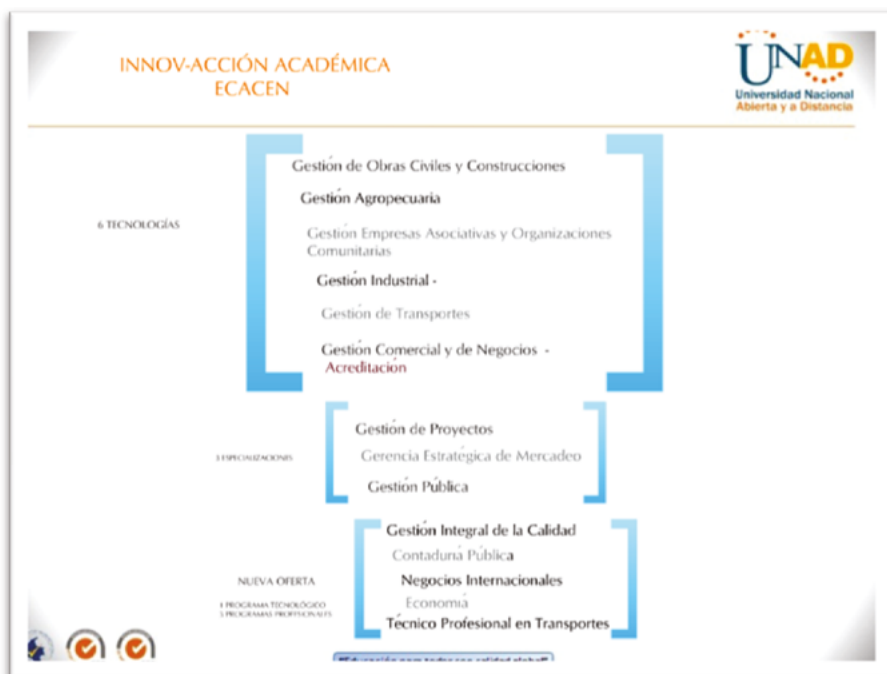 INNOV-ACCIÓN ACADÉMICA
ECACEN
UNAD
Universidad Nacional
Abierta y a Distancia
6 TECNOLOGÍAS
Gestión de Obras Civiles y Construcciones
Gestión Agropecuaria
Gestión Empresas Asociativas y Organizaciones
Comunitarias
Gestión Industrial -
Gestión de Transportes
Gestión Comercial y de Negocios -
Acreditación
3 ESPECIALIZACIONES
Gestión de Proyectos
Gerencia Estratégica de Mercadeo
Gestión Pública
NUEVA OFERTA
1 PROGRAMA TECNOLÓGICO
3 PROGRAMAS PROFESIONALES
Gestión Integral de la Calidad
Contaduría Pública
Negocios Internacionales
Economía
Técnico Profesional en Transportes